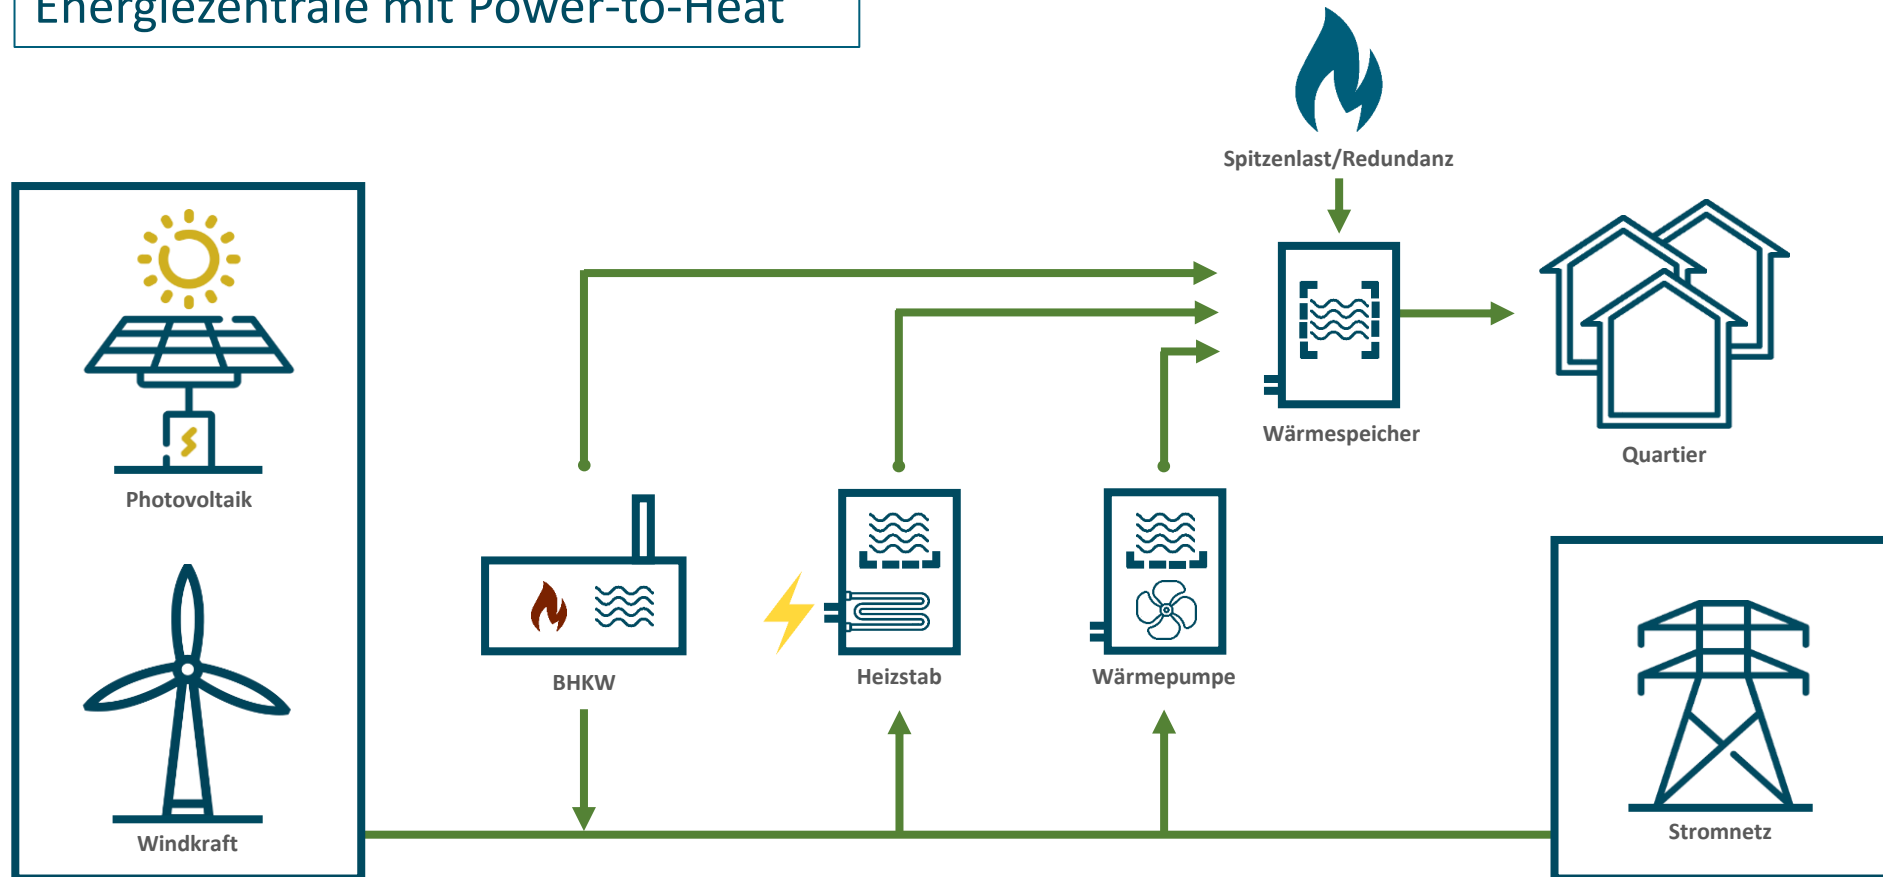 Energiezentrale mit Power-to-Heat
Spitzenlast/Redundanz
Wärmespeicher
Quartier
Photovoltaik
BHKW
Heizstab
Wärmepumpe
Windkraft
Stromnetz